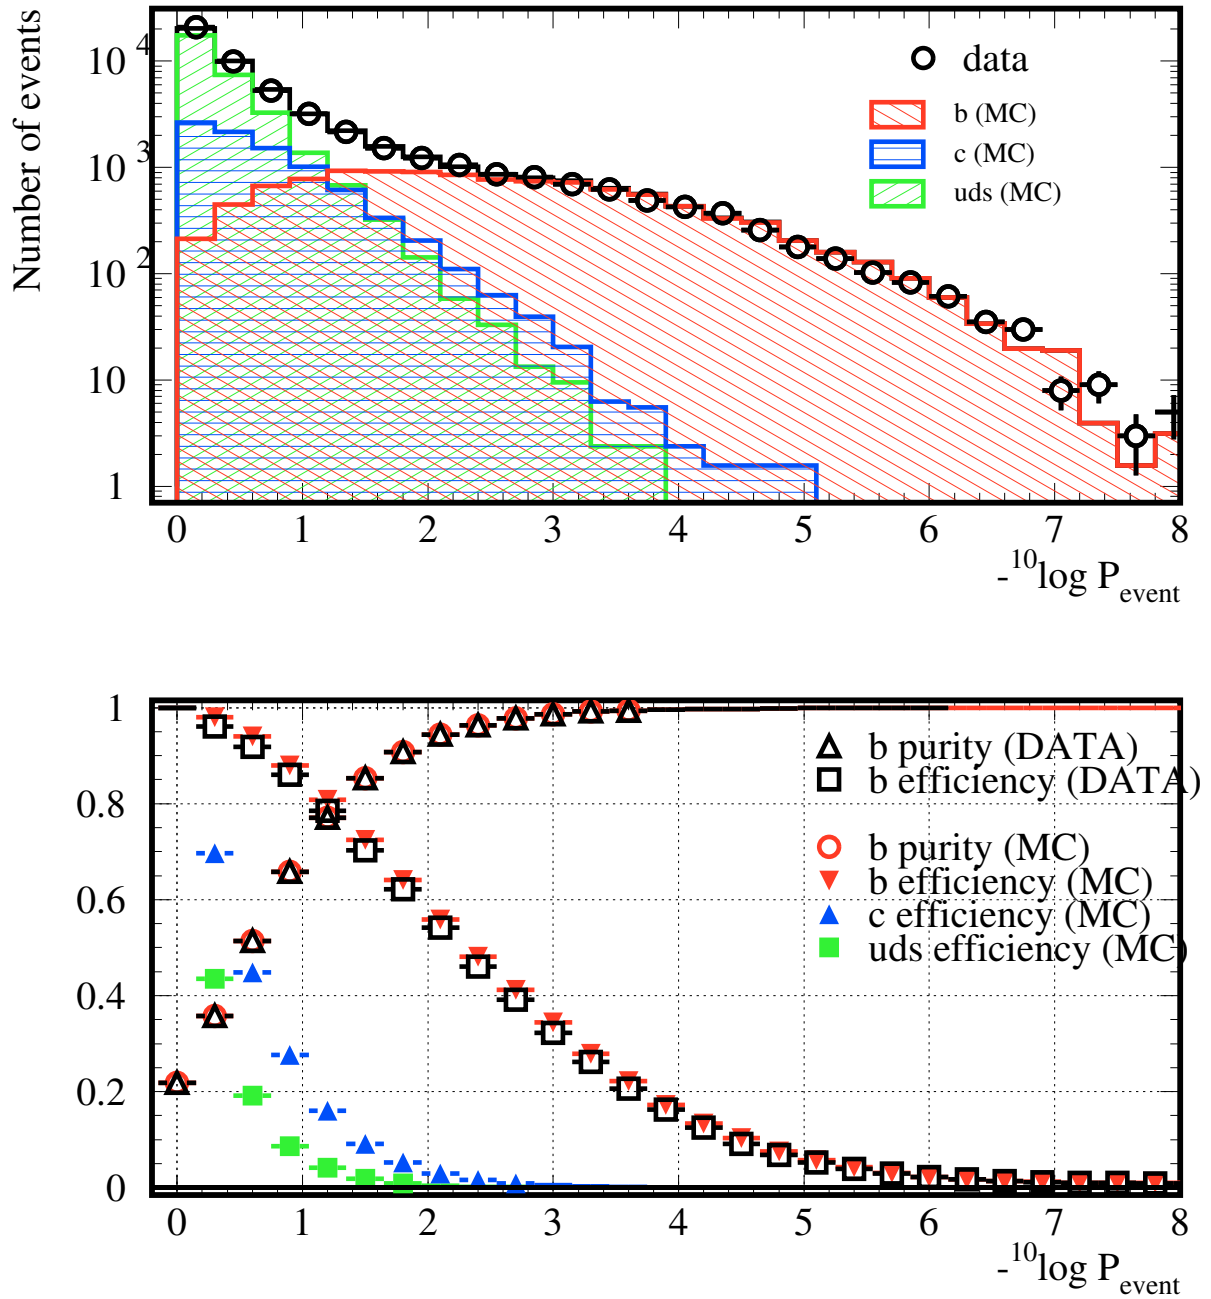 Number of events
10^4
10^3
10^2
10
1
data
b (MC)
c (MC)
uds (MC)
0 1 2 3 4 5 6 7 8
-^10log P_event
1
0.8
0.6
0.4
0.2
0
b purity (DATA)
b efficiency (DATA)
b purity (MC)
b efficiency (MC)
c efficiency (MC)
uds efficiency (MC)
0 1 2 3 4 5 6 7 8
-^10log P_event